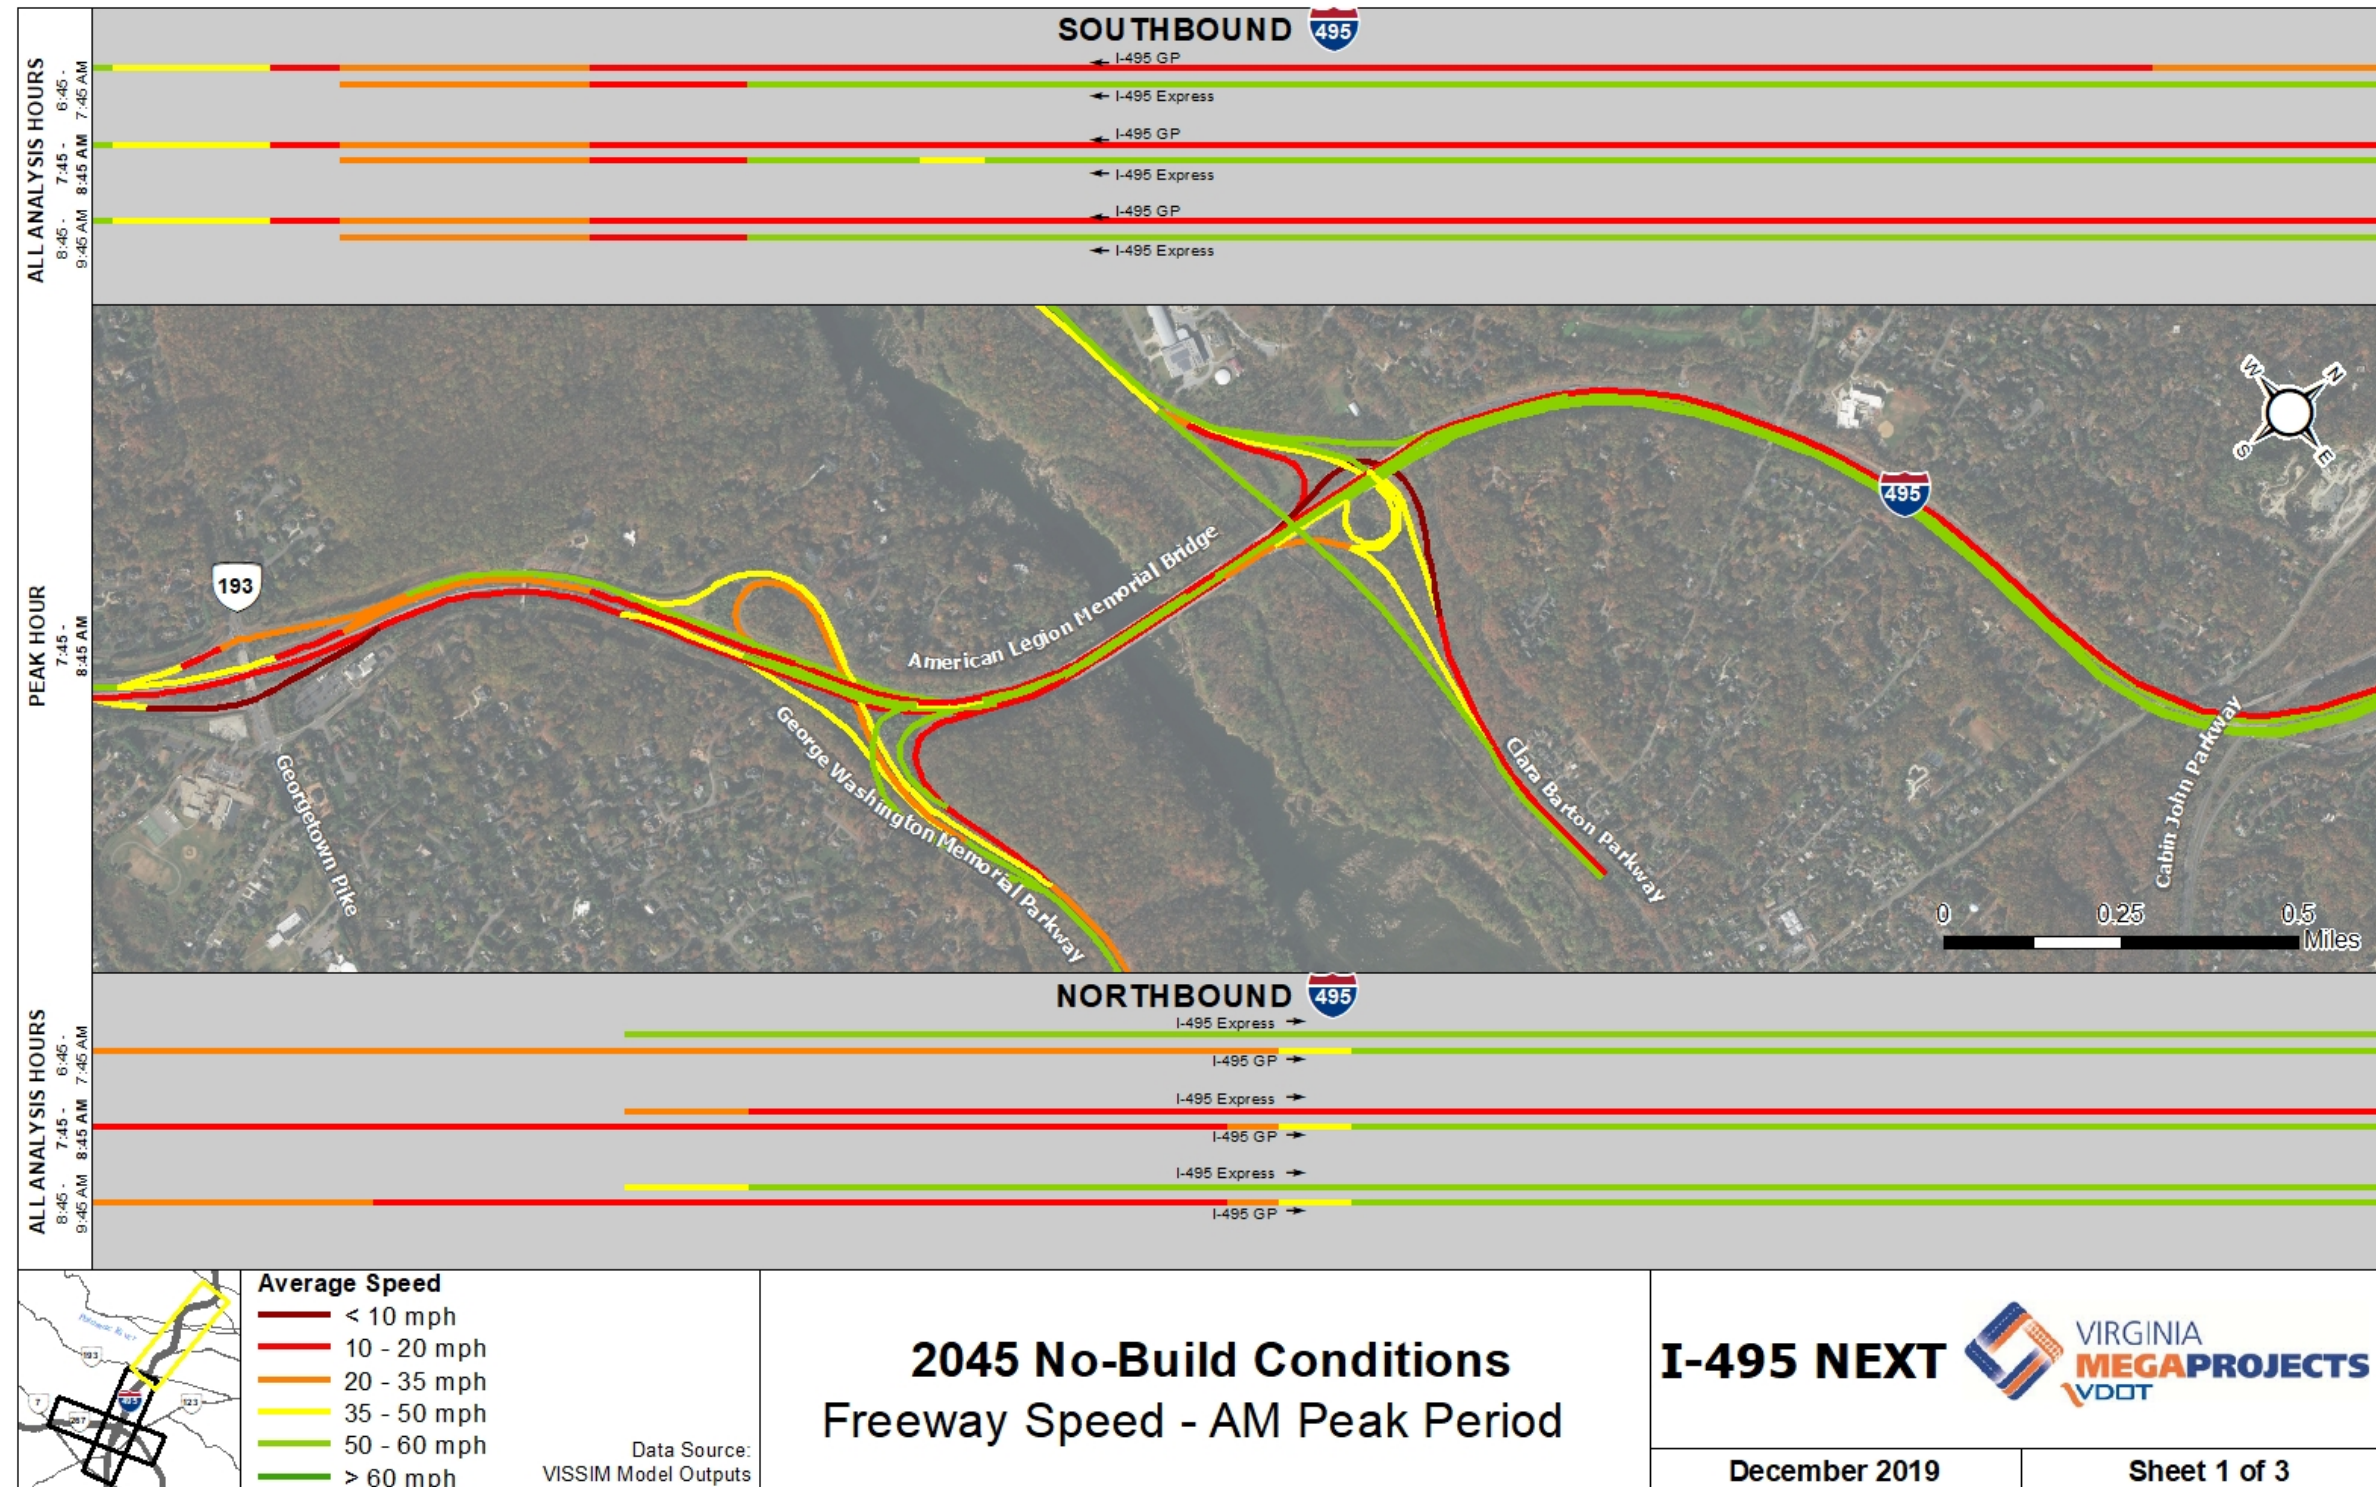 SOUTHBOUND 495
ALL ANALYSIS HOURS
6:45 -
7:45 AM
I-495 GP
I-495 Express
7:45 -
8:45 AM
I-495 GP
I-495 Express
8:45 -
9:45 AM
I-495 GP
I-495 Express
PEAK HOUR
7:45 -
8:45 AM
W
N
S
E
495
193
American Legion Memorial Bridge
George Washington Memorial Parkway
Georgetown Pike
Clara Barton Parkway
Cabin John Parkway
0 0.25 0.5
Miles
NORTHBOUND 495
ALL ANALYSIS HOURS
6:45 -
7:45 AM
I-495 Express
I-495 GP
7:45 -
8:45 AM
I-495 Express
I-495 GP
8:45 -
9:45 AM
I-495 Express
I-495 GP
Potomac River
193
7
267
495
123
Average Speed
< 10 mph
10 - 20 mph
20 - 35 mph
35 - 50 mph
50 - 60 mph
> 60 mph
Data Source:
VISSIM Model Outputs
2045 No-Build Conditions
Freeway Speed - AM Peak Period
I-495 NEXT
VIRGINIA
MEGAPROJECTS
VDOT
December 2019
Sheet 1 of 3